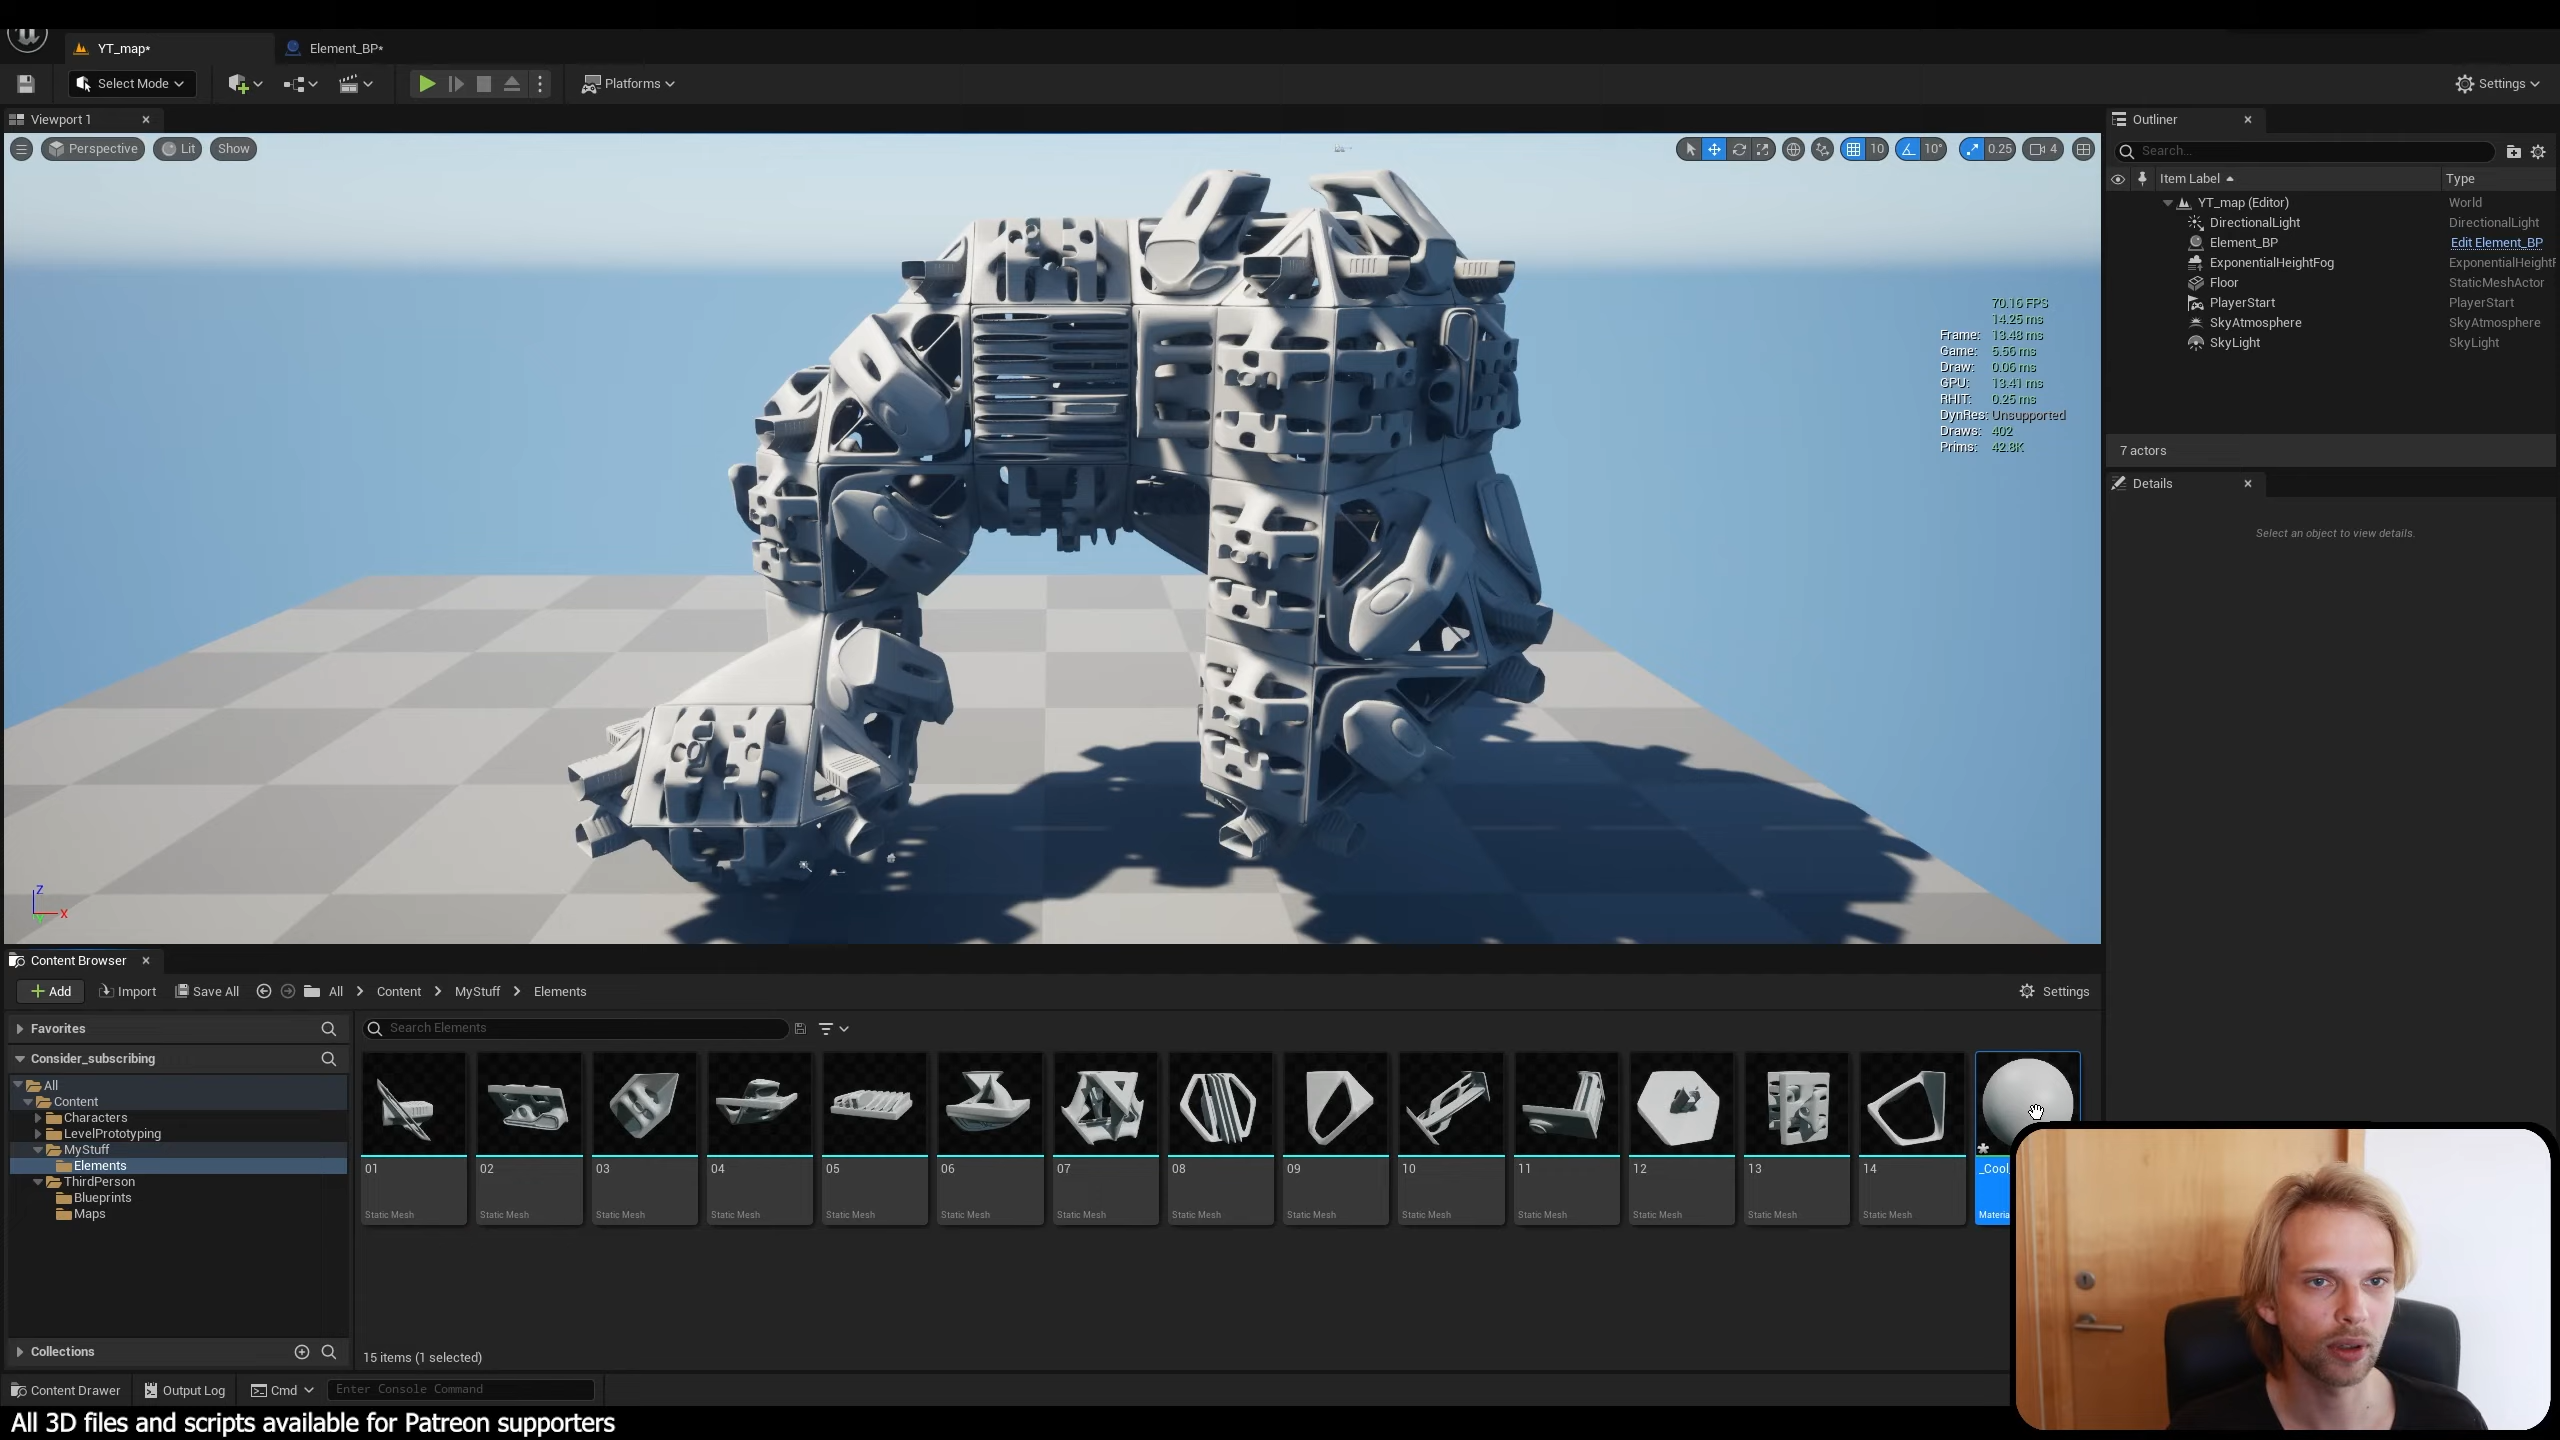 YT_map*
Element_BP*
Select Mode
Platforms
Settings
Viewport 1
Perspective
Lit
Show
10
10°
0.25
4
70.16 FPS
14.25 ms
Frame: 13.48 ms
Game: 5.56 ms
Draw: 0.06 ms
GPU: 13.41 ms
RHIT: 0.25 ms
DynRes: Unsupported
Draws: 402
Prims: 42.8K
Z
X
Y
Outliner
Search...
Item Label
Type
YT_map (Editor)
World
DirectionalLight
DirectionalLight
Element_BP
Edit Element_BP
ExponentialHeightFog
ExponentialHeightF
Floor
StaticMeshActor
PlayerStart
PlayerStart
SkyAtmosphere
SkyAtmosphere
SkyLight
SkyLight
7 actors
Details
Select an object to view details.
Content Browser
Add
Import
Save All
All
Content
MyStuff
Elements
Settings
Favorites
Consider_subscribing
All
Content
Characters
LevelPrototyping
MyStuff
Elements
ThirdPerson
Blueprints
Maps
Collections
Search Elements
01
02
03
04
05
06
07
08
09
10
11
12
13
14
_Cool
Static Mesh
Static Mesh
Static Mesh
Static Mesh
Static Mesh
Static Mesh
Static Mesh
Static Mesh
Static Mesh
Static Mesh
Static Mesh
Static Mesh
Static Mesh
Static Mesh
Materia
15 items (1 selected)
Content Drawer
Output Log
Cmd
Enter Console Command
All 3D files and scripts available for Patreon supporters